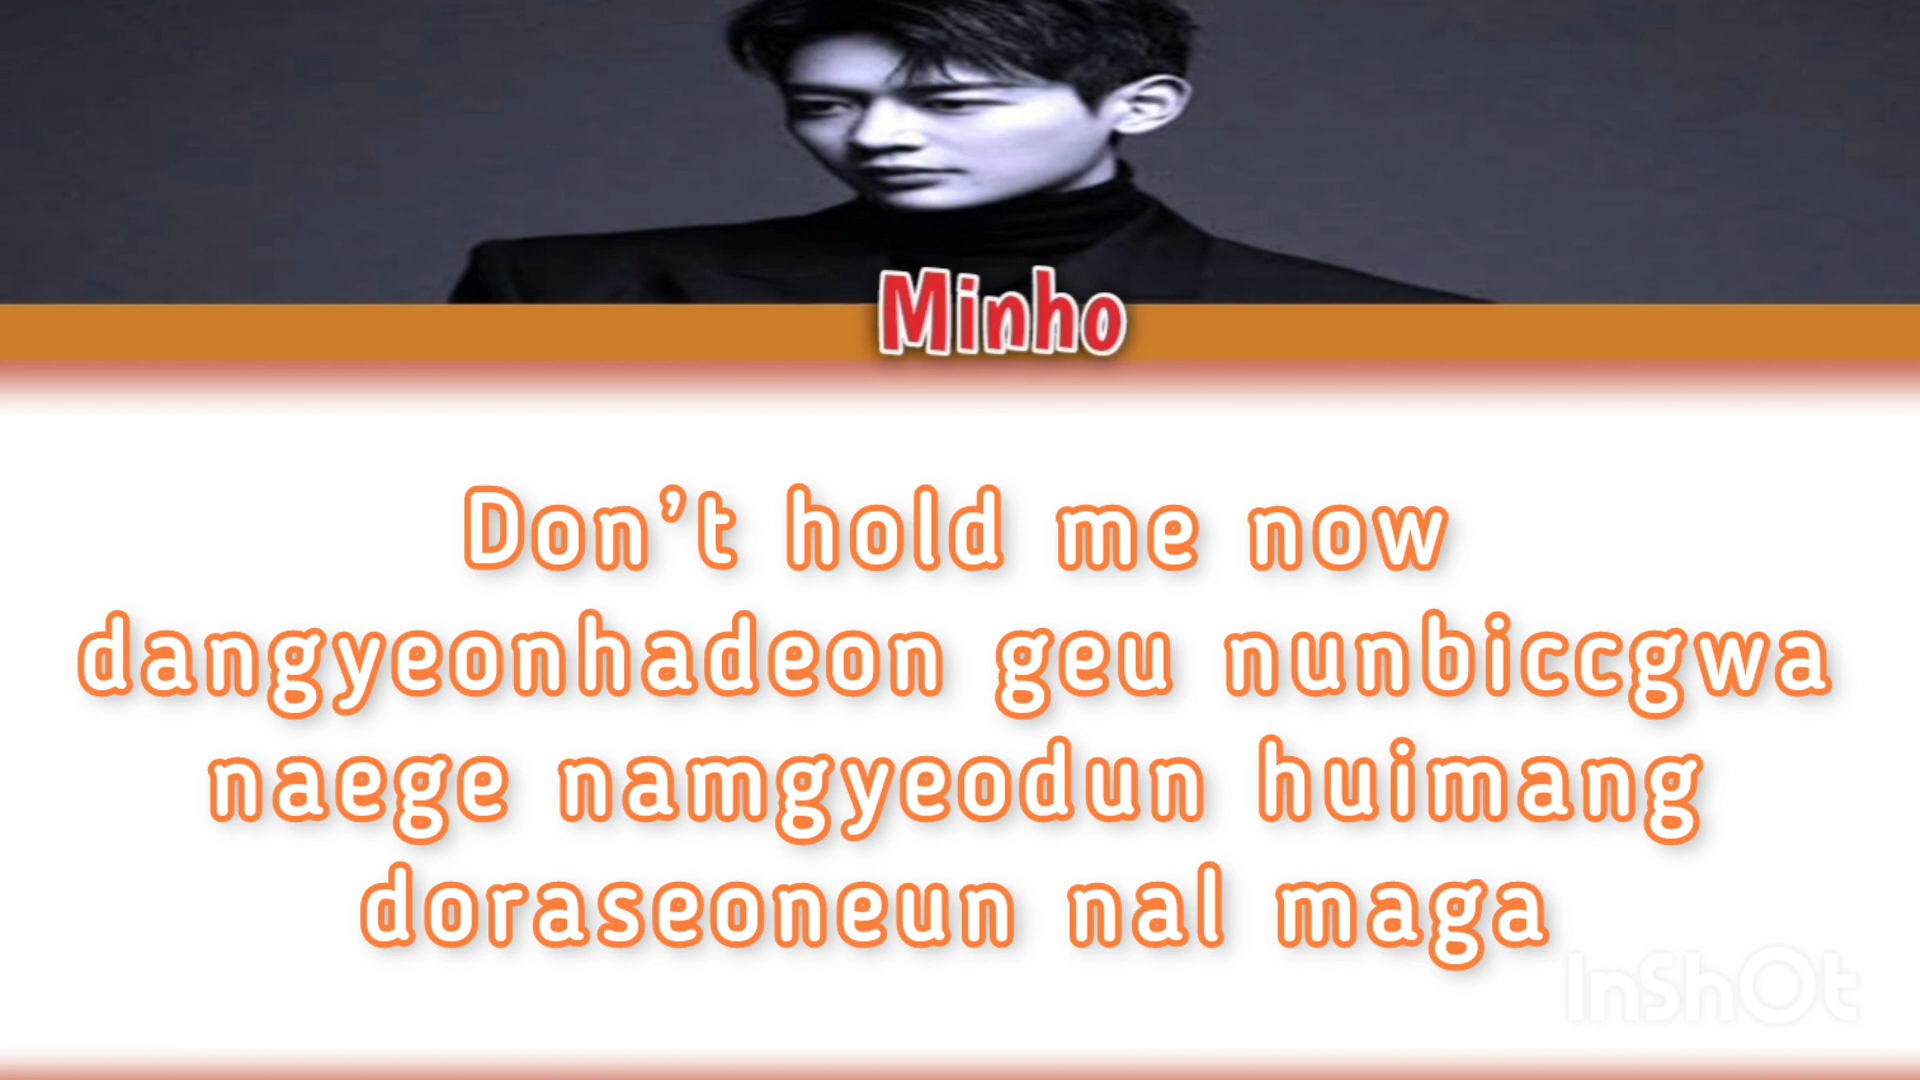 Minho
Don't hold me now
dangyeonhadeon geu nunbiccgwa
naege namgyeodun huimang
doraseoneun nal maga
InShOt